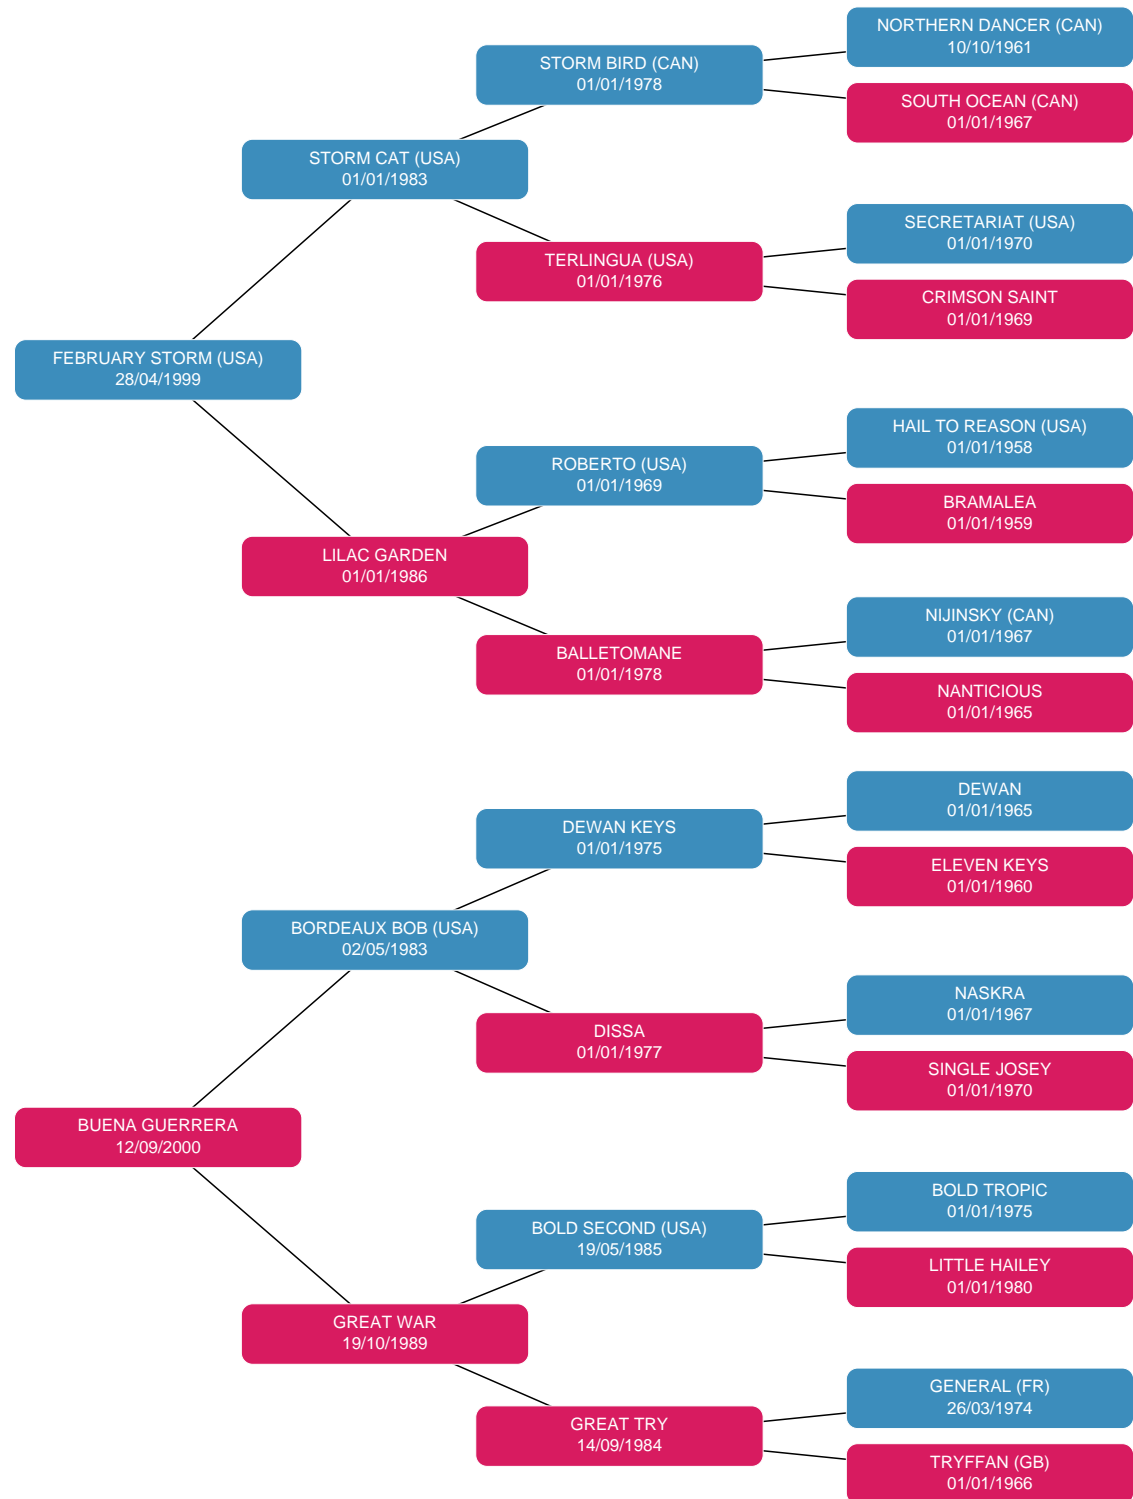 NORTHERN DANCER (CAN)
10/10/1961
STORM BIRD (CAN)
01/01/1978
SOUTH OCEAN (CAN)
01/01/1967
STORM CAT (USA)
01/01/1983
SECRETARIAT (USA)
01/01/1970
TERLINGUA (USA)
01/01/1976
CRIMSON SAINT
01/01/1969
FEBRUARY STORM (USA)
28/04/1999
HAIL TO REASON (USA)
01/01/1958
ROBERTO (USA)
01/01/1969
BRAMALEA
01/01/1959
LILAC GARDEN
01/01/1986
NIJINSKY (CAN)
01/01/1967
BALLETOMANE
01/01/1978
NANTICIOUS
01/01/1965
DEWAN
01/01/1965
DEWAN KEYS
01/01/1975
ELEVEN KEYS
01/01/1960
BORDEAUX BOB (USA)
02/05/1983
NASKRA
01/01/1967
DISSA
01/01/1977
SINGLE JOSEY
01/01/1970
BUENA GUERRERA
12/09/2000
BOLD TROPIC
01/01/1975
BOLD SECOND (USA)
19/05/1985
LITTLE HAILEY
01/01/1980
GREAT WAR
19/10/1989
GENERAL (FR)
26/03/1974
GREAT TRY
14/09/1984
TRYFFAN (GB)
01/01/1966